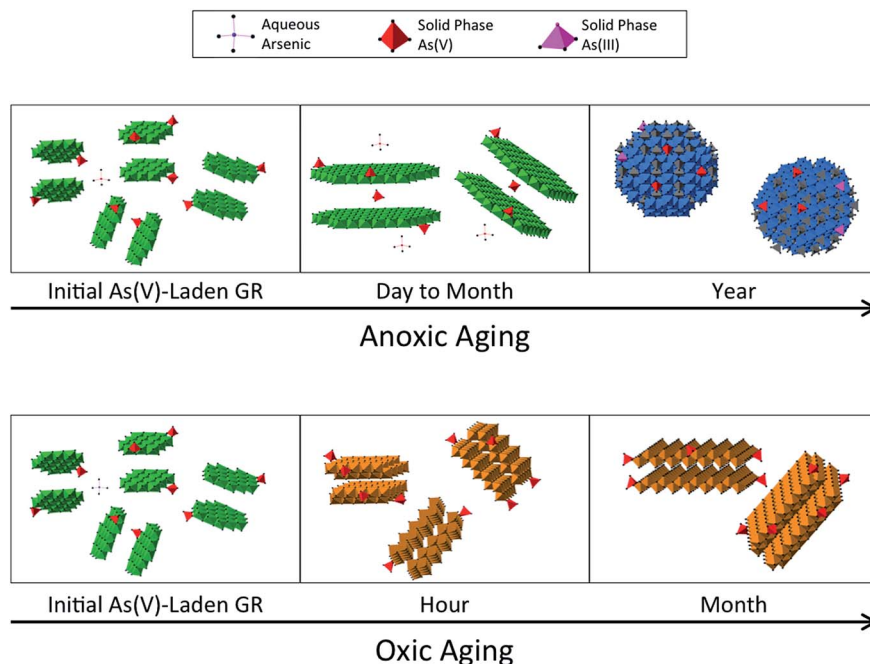 Aqueous
Arsenic
Solid Phase
As(V)
Solid Phase
As(III)
Initial As(V)-Laden GR
Day to Month
Year
Anoxic Aging
Initial As(V)-Laden GR
Hour
Month
Oxic Aging